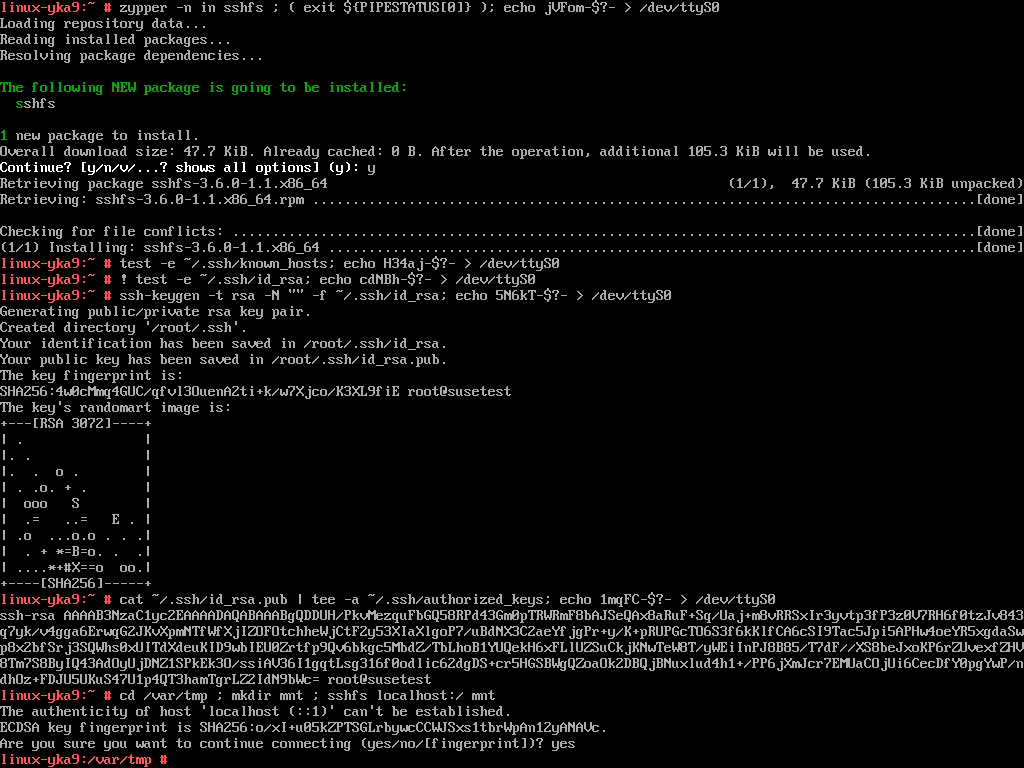 linux-yka9:~ # zypper -n in sshfs ; ( exit ${PIPESTATUS[0]} ); echo jVFom-$?- > /dev/ttyS0
Loading repository data...
Reading installed packages...
Resolving package dependencies...
The following NEW package is going to be installed:
  sshfs
1 new package to install.
Overall download size: 47.7 KiB. Already cached: 0 B. After the operation, additional 105.3 KiB will be used.
Continue? [y/n/v/...? shows all options] (y): y
Retrieving package sshfs-3.6.0-1.1.x86_64                                                  (1/1),  47.7 KiB (105.3 KiB unpacked)
Retrieving: sshfs-3.6.0-1.1.x86_64.rpm ...................................................................................[done]
Checking for file conflicts: .............................................................................................[done]
(1/1) Installing: sshfs-3.6.0-1.1.x86_64 .................................................................................[done]
linux-yka9:~ # test -e ~/.ssh/known_hosts; echo H34aj-$?- > /dev/ttyS0
linux-yka9:~ # ! test -e ~/.ssh/id_rsa; echo cdNBh-$?- > /dev/ttyS0
linux-yka9:~ # ssh-keygen -t rsa -N "" -f ~/.ssh/id_rsa; echo 5N6kT-$?- > /dev/ttyS0
Generating public/private rsa key pair.
Created directory '/root/.ssh'.
Your identification has been saved in /root/.ssh/id_rsa.
Your public key has been saved in /root/.ssh/id_rsa.pub.
The key fingerprint is:
SHA256:4w0cMmq4GUC/qfvl3OuenA2ti+k/w7Xjco/K3XL9fiE root@susetest
The key's randomart image is:
+---[RSA 3072]----+
| .               |
|. .              |
|.  .  o .        |
| . .o. + .       |
|  ooo   S        |
|  .=   ..=   E . |
| .o  ...o.o . . .|
|  . + *=B=o. .  .|
| ....*+#X==o  oo.|
+----[SHA256]-----+
linux-yka9:~ # cat ~/.ssh/id_rsa.pub | tee -a ~/.ssh/authorized_keys; echo 1mqFC-$?- > /dev/ttyS0
ssh-rsa AAAAB3NzaC1yc2EAAAADAQABAAABgQDDUH/PkvMezquFbGQ58RPd43Gm0pTRWRmF8bAJSeQAx8aRuF+Sq/Uaj+m8vRRSxIr3yvtp3fP3z0V7RH6f0tzJv843
q7yk/v4gga6ErwqG2JKvXpmNTfWfXjIZOFOtchheWjCtF2y53XIaXlgoP7/uBdNX3C2aeYfjgPr+y/K+pRUPGcTO6S3f6kKlfCA6cSI9Tac5Jpi5APHw4oeYR5xgdaSw
p8x2bfSrj3SQWhs0xUITdXdeuKID9wbIEU0Zrtfp9Qv6bkgc5MbdZ/TbLhoB1YUQekH6xFLlUZSuCkjKNwTeW8T/yWEiInPJ8B85/T7dF//XS8beJxoKP6rZUvexfZHV
8Tm7S8ByIQ43AdOyUjDNZ1SPkEk3O/ssiAV36I1gqtLsg316f0odlic6ZdgDS+cr5HGSBWgQZoaOk2DBQjBNuxlud4h1+/PP6jXmJcr7EMUaCOjUi6CecDfY0pgYwP/n
dhOz+FDJU5UKuS47U1p4QT3hamTgrLZ2IdN9bWc= root@susetest
linux-yka9:~ # cd /var/tmp ; mkdir mnt ; sshfs localhost:/ mnt
The authenticity of host 'localhost (::1)' can't be established.
ECDSA key fingerprint is SHA256:o/xI+u05kZPTSGLrbywcCCWJSxs1tbrWpAn12yANAVc.
Are you sure you want to continue connecting (yes/no/[fingerprint])? yes
linux-yka9:/var/tmp #